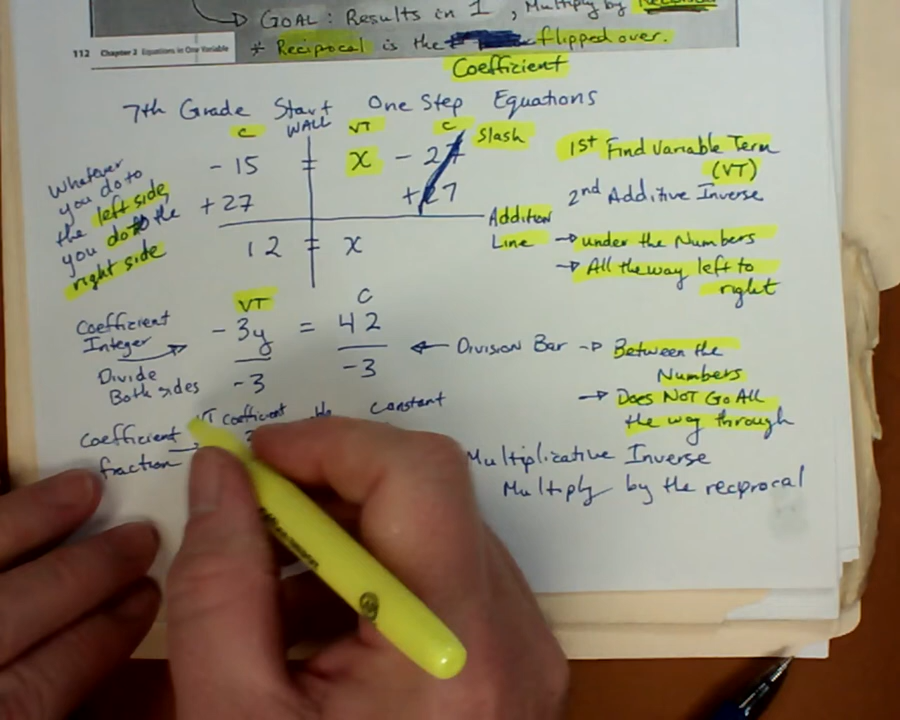 GOAL: Results in 1, Multiply by
112 Chapter 2 Equations in One Variable
* Reciprocal is the flipped over.
Coefficient
7th Grade Start One Step Equations
C WALL VT C Slash
- 15 = x - 27
+ 27 + 27
12 = x
Whatever
you do to
the left side,
you do to the
right side
1st Find Variable Term
(VT)
2nd Additive Inverse
Addition
Line → under the Numbers
→ All the way left to
right
VT C
Coefficient
Integer
- 3y = 42
-3 -3
Divide
Both sides
← Division Bar → Between the
Numbers
→ Does NOT Go All
the way through
VT Coefficient No Constant
Coefficient
fraction
Multiplicative Inverse
Multiply by the reciprocal